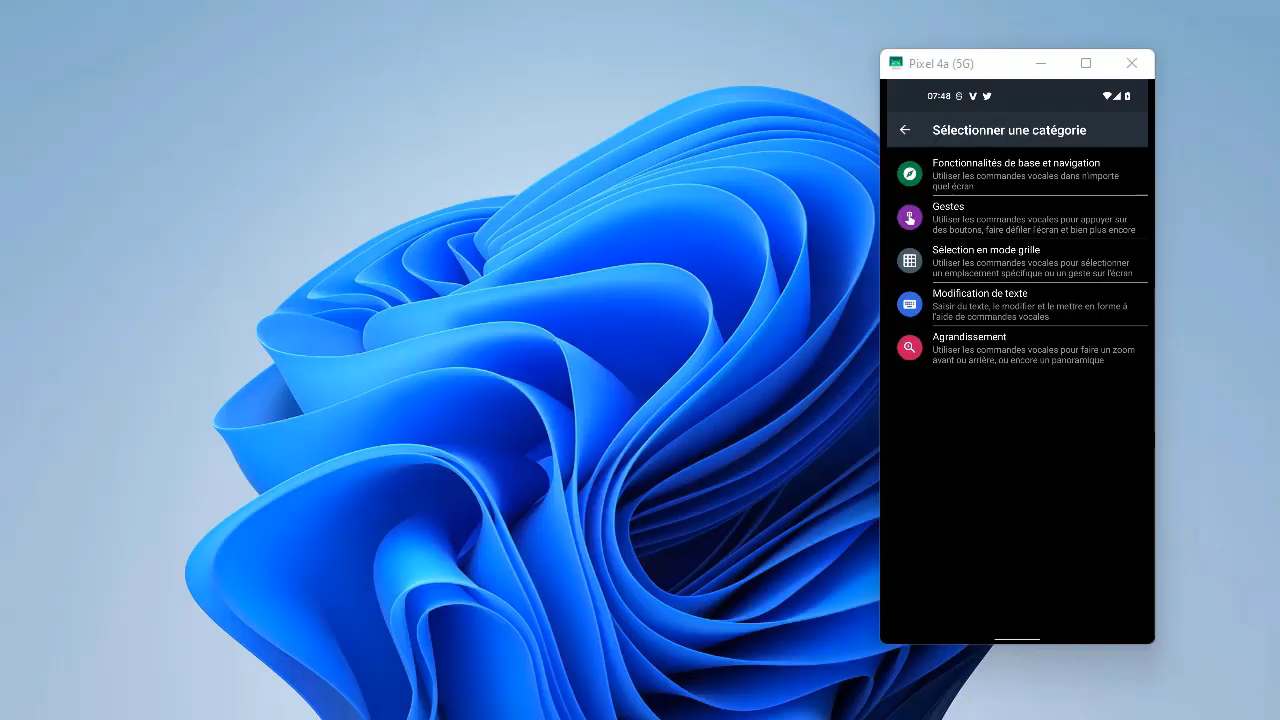 Pixel 4a (5G)
07:48
Sélectionner une catégorie
Fonctionnalités de base et navigation
Utiliser les commandes vocales dans n'importe
quel écran
Gestes
Utiliser les commandes vocales pour appuyer sur
des boutons, faire défiler l'écran et bien plus encore
Sélection en mode grille
Utiliser les commandes vocales pour sélectionner
un emplacement spécifique ou un geste sur l'écran
Modification de texte
Saisir du texte, le modifier et le mettre en forme à
l'aide de commandes vocales
Agrandissement
Utiliser les commandes vocales pour faire un zoom
avant ou arrière, ou encore un panoramique